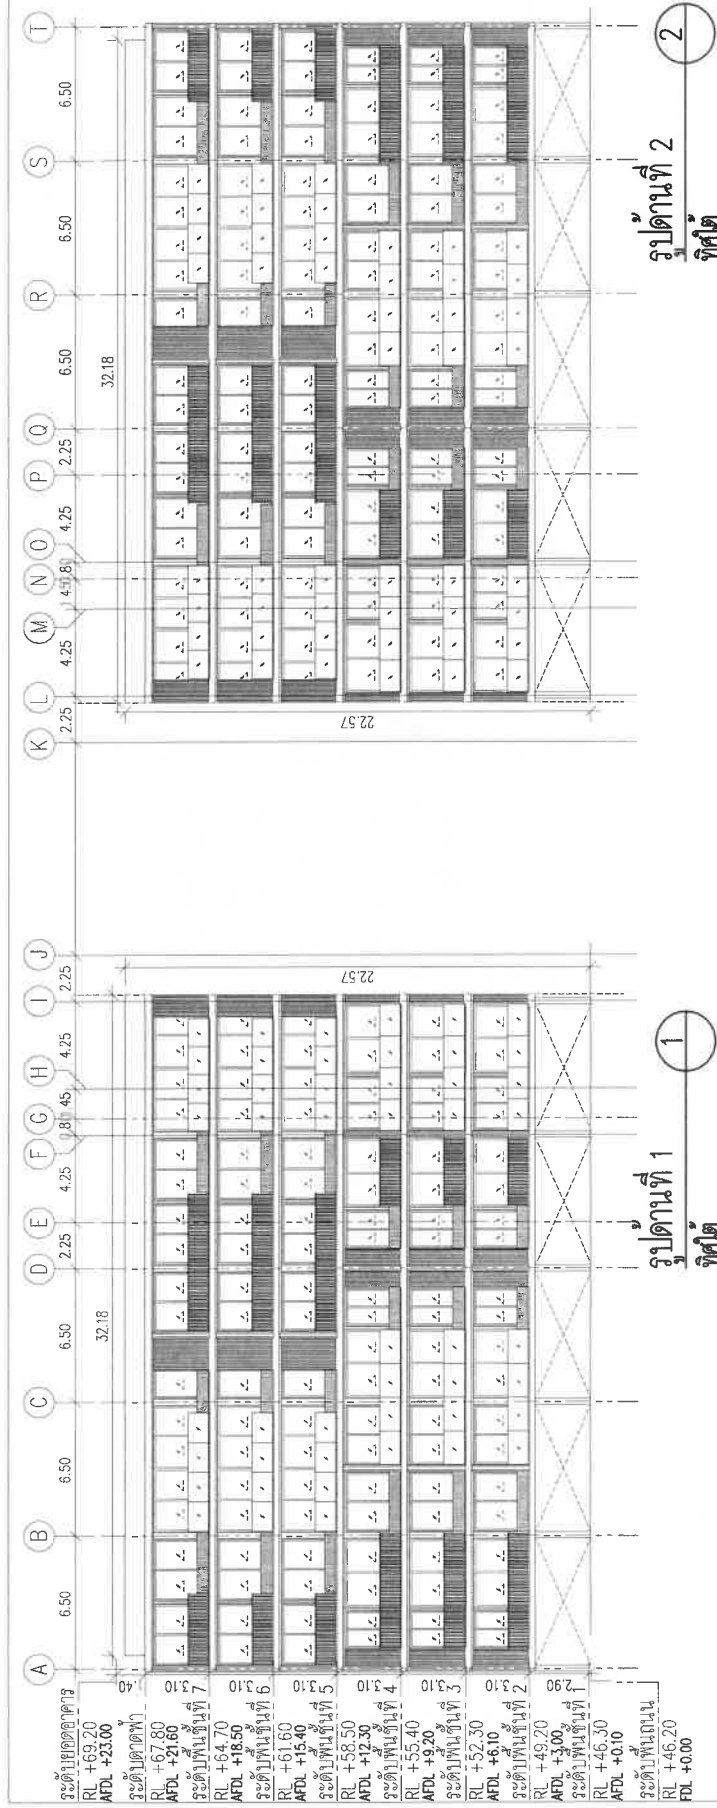 A B C D E F G H I J K L M N O P Q R S T
6.50 6.50 6.50 2.25 4.25 0.80 4.25 2.25 2.25 4.25 0.80 4.25 2.25 6.50 6.50 6.50
32.18 32.18
ระดับยอดอาคาร
RL +69.20
AFDL +23.00
.40
ระดับดาดฟ้า
RL +67.80
AFDL +21.60
3.10
ระดับพื้นชั้นที่ 7
RL +64.70
AFDL +18.50
3.10
ระดับพื้นชั้นที่ 6
RL +61.60
AFDL +15.40
3.10
ระดับพื้นชั้นที่ 5
RL +58.50
AFDL +12.30
3.10
ระดับพื้นชั้นที่ 4
RL +55.40
AFDL +9.20
3.10
ระดับพื้นชั้นที่ 3
RL +52.30
AFDL +6.10
3.10
ระดับพื้นชั้นที่ 2
RL +49.20
AFDL +3.00
2.90
ระดับพื้นชั้นที่ 1
RL +46.30
AFDL +0.10
ระดับพื้นถนน
RL +46.20
FDL +0.00
22.57 22.57
รูปด้านที่ 1
ทิศใต้
1
รูปด้านที่ 2
ทิศใต้
2